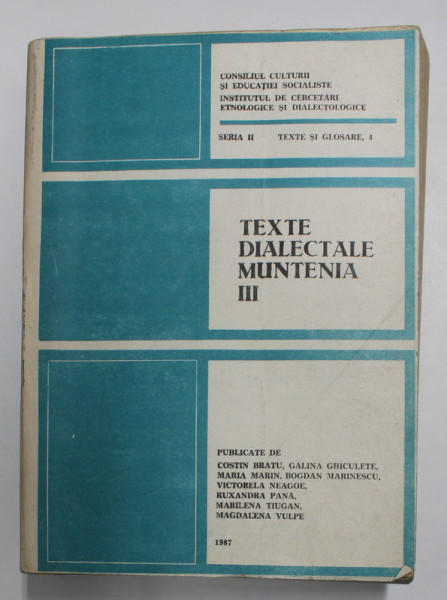 CONSILIUL CULTURII
ȘI EDUCAȚIEI SOCIALISTE
INSTITUTUL DE CERCETĂRI
ETNOLOGICE ȘI DIALECTOLOGICE
SERIA II TEXTE ȘI GLOSARE, 4
TEXTE
DIALECTALE
MUNTENIA
III
PUBLICATE DE
COSTIN BRATU, GALINA GHICULETE,
MARIA MARIN, BOGDAN MARINESCU,
VICTORELA NEAGOE,
RUXANDRA PANĂ,
MARILENA TIUGAN,
MAGDALENA VULPE
1987